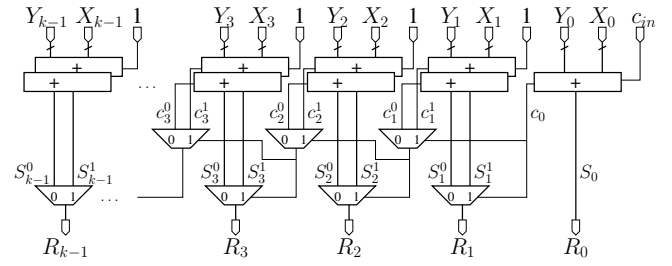 Y_{k−1} X_{k−1} 1 Y_3 X_3 1 Y_2 X_2 1 Y_1 X_1 1 Y_0 X_0 c_{in}
+ + + + + + + +
+ ... + + + +
c_3^0 c_3^1 c_2^0 c_2^1 c_1^0 c_1^1 c_0
0 1 0 1 0 1
S_{k−1}^0 S_{k−1}^1 S_3^0 S_3^1 S_2^0 S_2^1 S_1^0 S_1^1 S_0
0 1 ... 0 1 0 1 0 1
R_{k−1} R_3 R_2 R_1 R_0